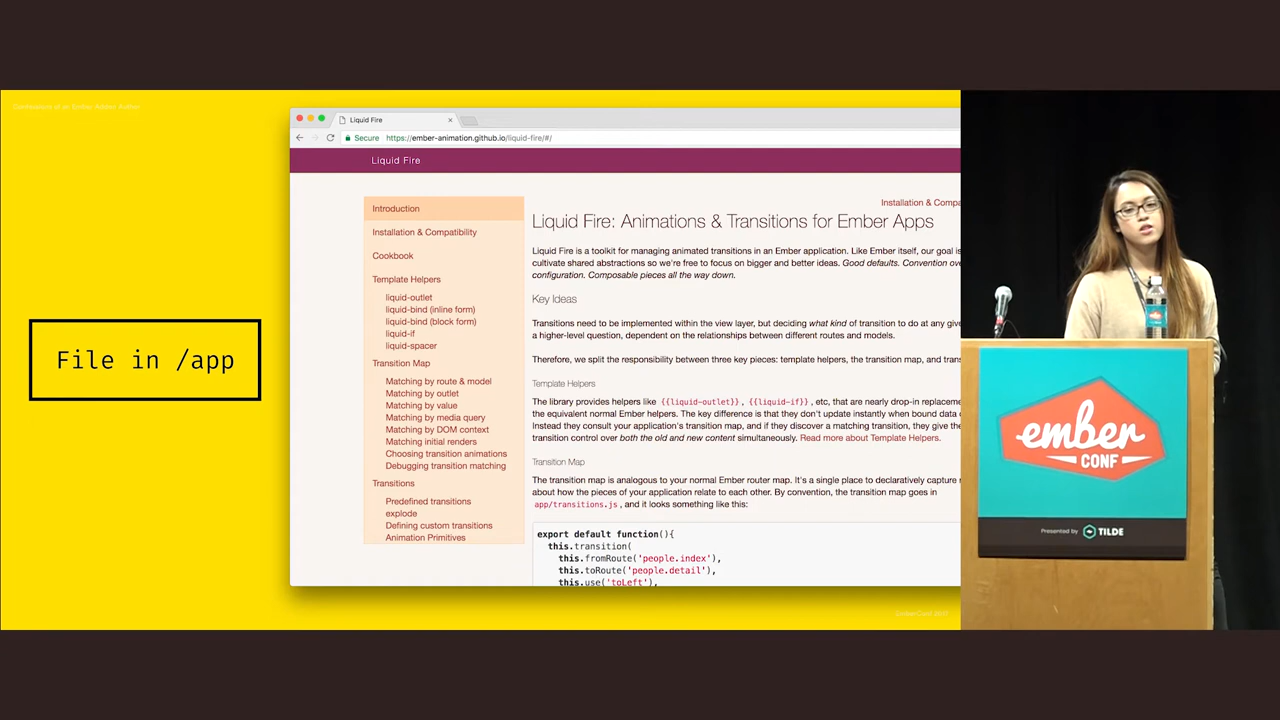 Confessions of an Ember Addon Author
Liquid Fire
Secure
https://ember-animation.github.io/liquid-fire/#/
Liquid Fire
Introduction
Installation & Compatibility
Cookbook
Template Helpers
liquid-outlet
liquid-bind (inline form)
liquid-bind (block form)
liquid-if
liquid-spacer
Transition Map
Matching by route & model
Matching by outlet
Matching by value
Matching by media query
Matching by DOM context
Matching initial renders
Choosing transition animations
Debugging transition matching
Transitions
Predefined transitions
explode
Defining custom transitions
Animation Primitives
Installation & Compa
Liquid Fire: Animations & Transitions for Ember Apps
Liquid Fire is a toolkit for managing animated transitions in an Ember application. Like Ember itself, our goal is
cultivate shared abstractions so we're free to focus on bigger and better ideas. Good defaults. Convention ove
configuration. Composable pieces all the way down.
Key Ideas
Transitions need to be implemented within the view layer, but deciding what kind of transition to do at any give
a higher-level question, dependent on the relationships between different routes and models.
Therefore, we split the responsibility between three key pieces: template helpers, the transition map, and trans
Template Helpers
The library provides helpers like {{liquid-outlet}}, {{liquid-if}}, etc, that are nearly drop-in replaceme
the equivalent normal Ember helpers. The key difference is that they don't update instantly when bound data c
Instead they consult your application's transition map, and if they discover a matching transition, they give the
transition control over both the old and new content simultaneously. Read more about Template Helpers.
Transition Map
The transition map is analogous to your normal Ember router map. It's a single place to declaratively capture r
about how the pieces of your application relate to each other. By convention, the transition map goes in
app/transitions.js, and it looks something like this:
export default function(){
this.transition(
this.fromRoute('people.index'),
this.toRoute('people.detail'),
this.use('toLeft'),
File in /app
EmberConf 2017
ember
CONF
Presented by TILDE